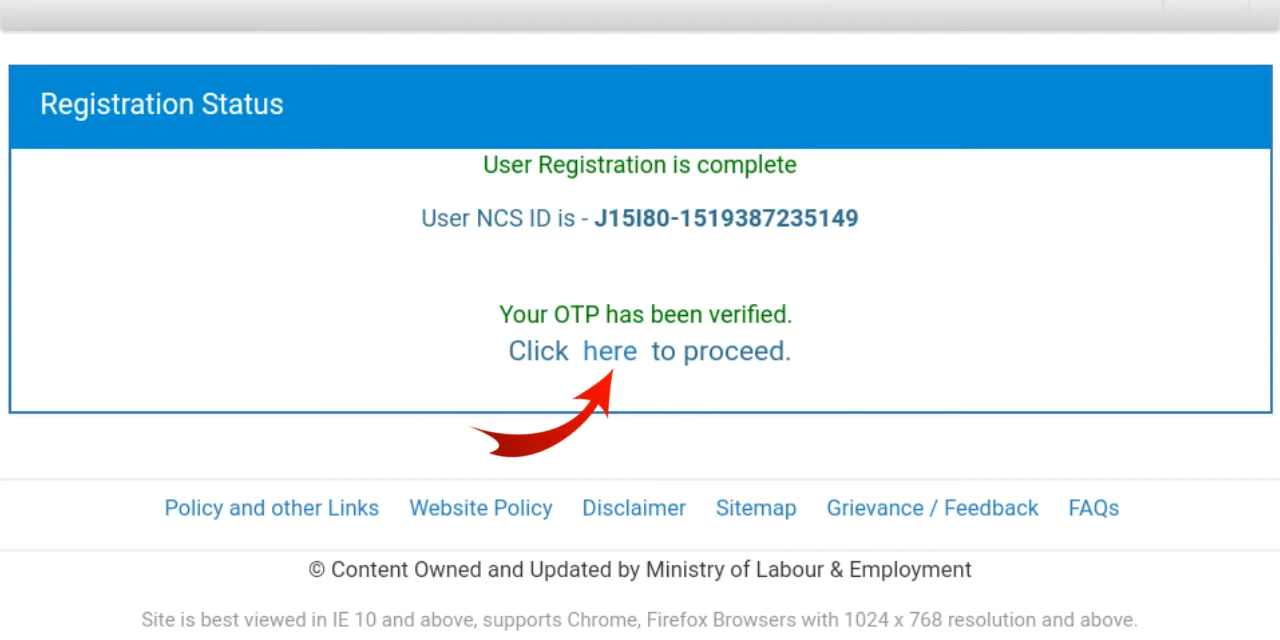 Registration Status
User Registration is complete
User NCS ID is - J15I80-1519387235149
Your OTP has been verified.
Click here to proceed.
Policy and other Links Website Policy Disclaimer Sitemap Grievance / Feedback FAQs
© Content Owned and Updated by Ministry of Labour & Employment
Site is best viewed in IE 10 and above, supports Chrome, Firefox Browsers with 1024 x 768 resolution and above.